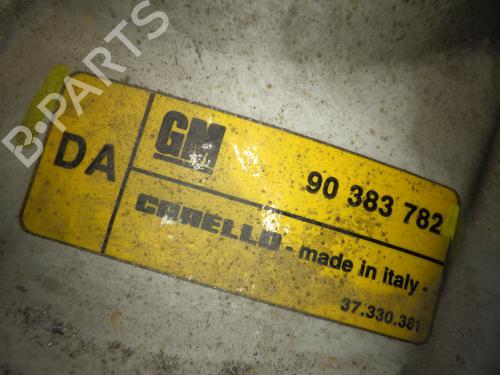 B-PARTS
DA
GM
90 383 782
CARELLO - made in italy -
37.330.381